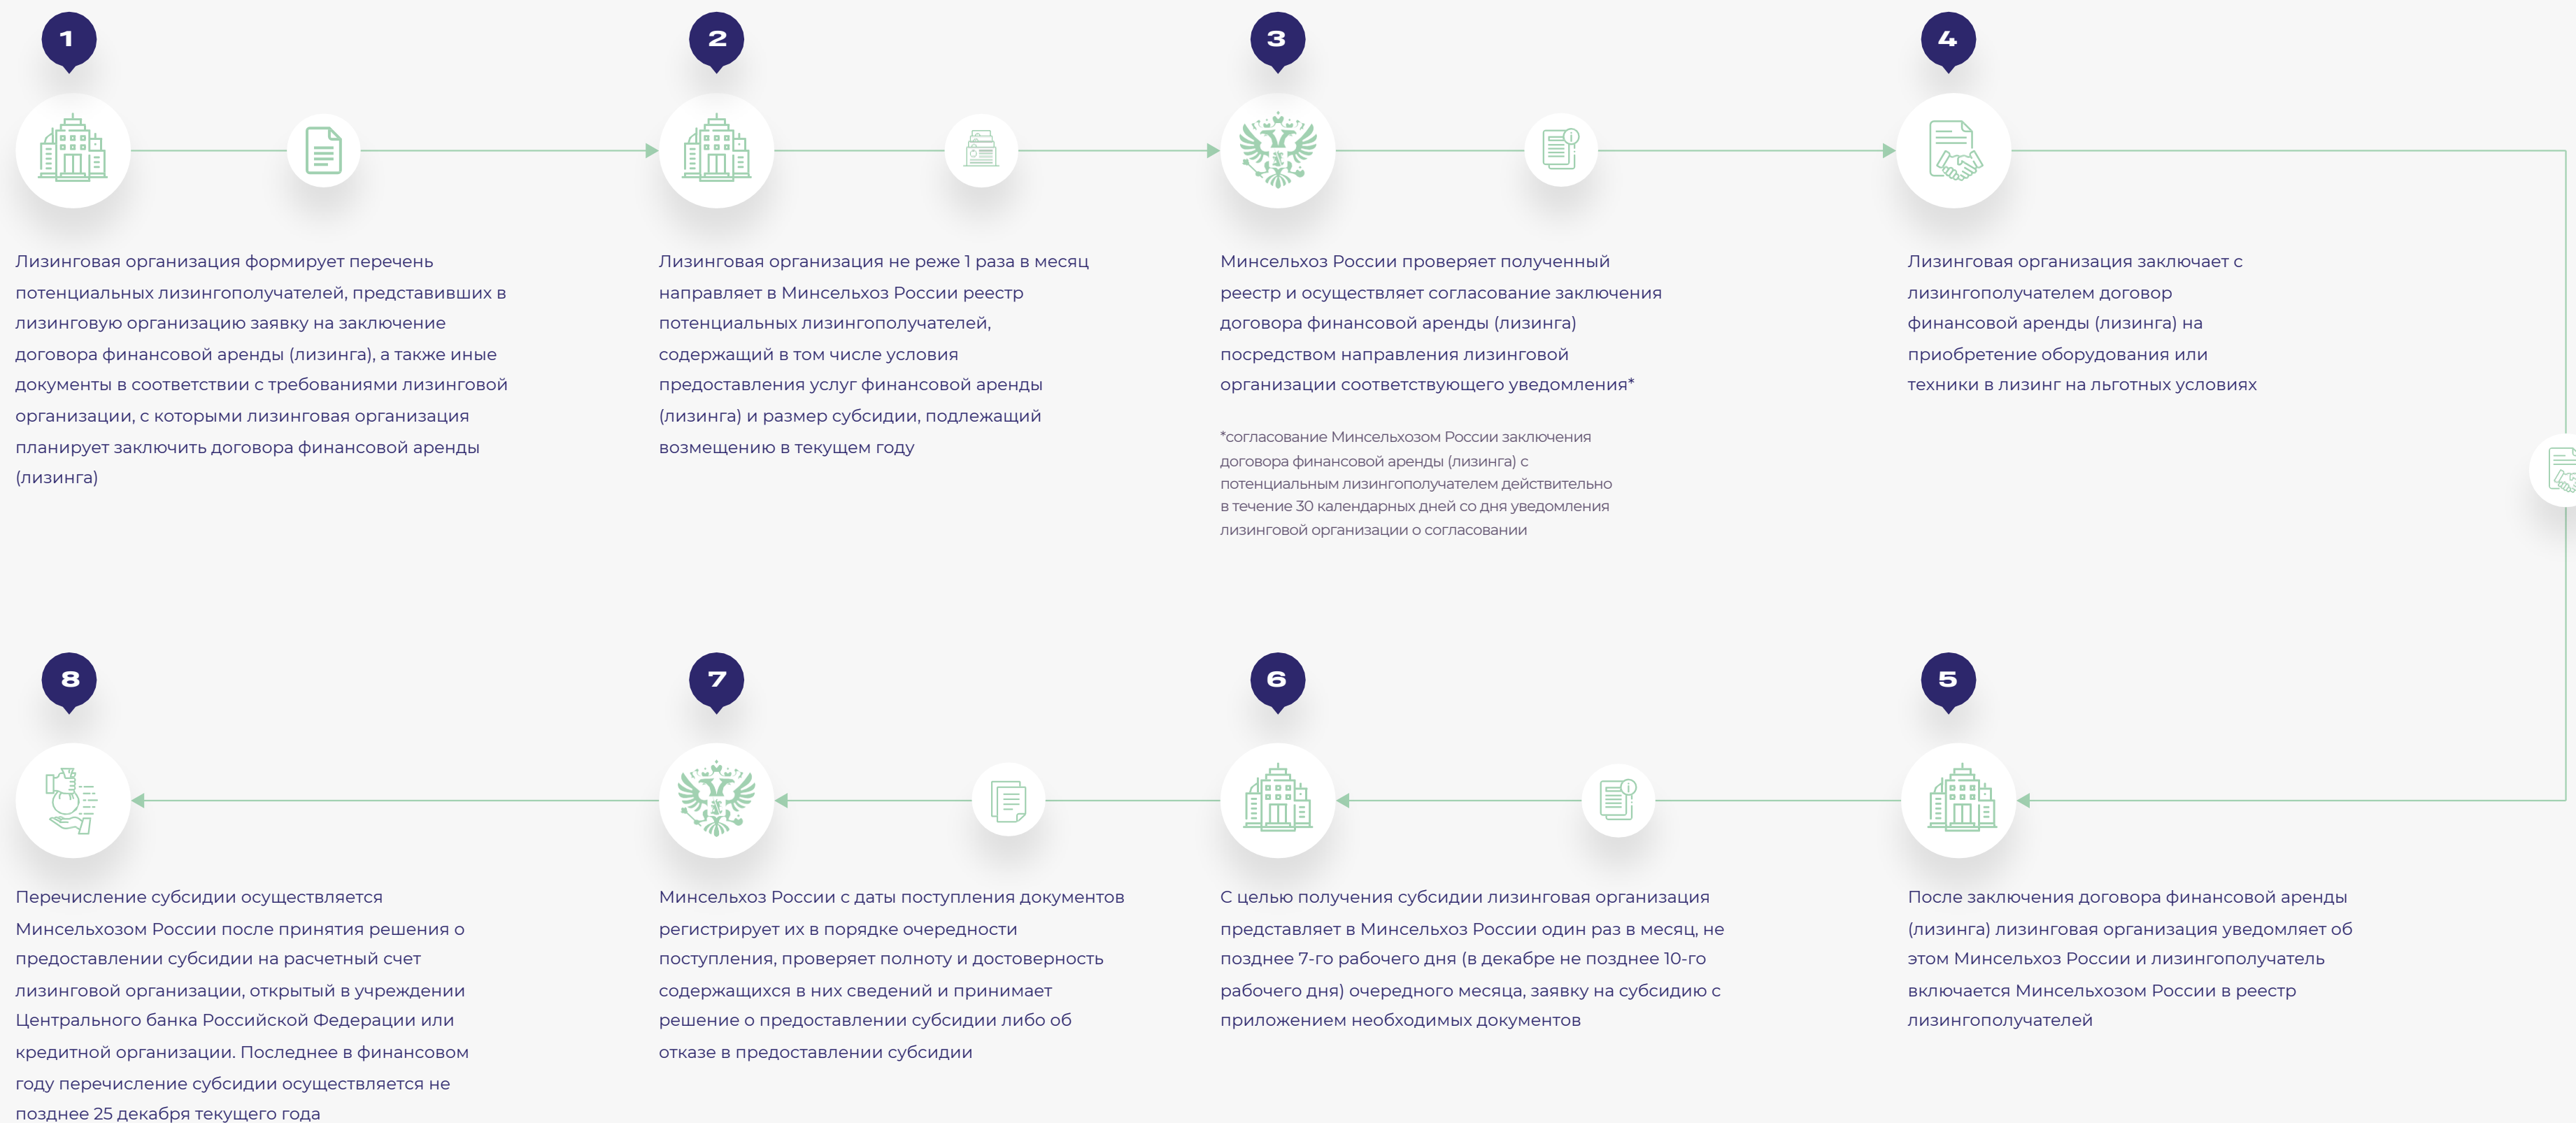 1
Лизинговая организация формирует перечень
потенциальных лизингополучателей, представивших в
лизинговую организацию заявку на заключение
договора финансовой аренды (лизинга), а также иные
документы в соответствии с требованиями лизинговой
организации, с которыми лизинговая организация
планирует заключить договора финансовой аренды
(лизинга)
2
Лизинговая организация не реже 1 раза в месяц
направляет в Минсельхоз России реестр
потенциальных лизингополучателей,
содержащий в том числе условия
предоставления услуг финансовой аренды
(лизинга) и размер субсидии, подлежащий
возмещению в текущем году
3
Минсельхоз России проверяет полученный
реестр и осуществляет согласование заключения
договора финансовой аренды (лизинга)
посредством направления лизинговой
организации соответствующего уведомления*
*согласование Минсельхозом России заключения
договора финансовой аренды (лизинга) с
потенциальным лизингополучателем действительно
в течение 30 календарных дней со дня уведомления
лизинговой организации о согласовании
4
Лизинговая организация заключает с
лизингополучателем договор
финансовой аренды (лизинга) на
приобретение оборудования или
техники в лизинг на льготных условиях
5
После заключения договора финансовой аренды
(лизинга) лизинговая организация уведомляет об
этом Минсельхоз России и лизингополучатель
включается Минсельхозом России в реестр
лизингополучателей
6
С целью получения субсидии лизинговая организация
представляет в Минсельхоз России один раз в месяц, не
позднее 7-го рабочего дня (в декабре не позднее 10-го
рабочего дня) очередного месяца, заявку на субсидию с
приложением необходимых документов
7
Минсельхоз России с даты поступления документов
регистрирует их в порядке очередности
поступления, проверяет полноту и достоверность
содержащихся в них сведений и принимает
решение о предоставлении субсидии либо об
отказе в предоставлении субсидии
8
Перечисление субсидии осуществляется
Минсельхозом России после принятия решения о
предоставлении субсидии на расчетный счет
лизинговой организации, открытый в учреждении
Центрального банка Российской Федерации или
кредитной организации. Последнее в финансовом
году перечисление субсидии осуществляется не
позднее 25 декабря текущего года